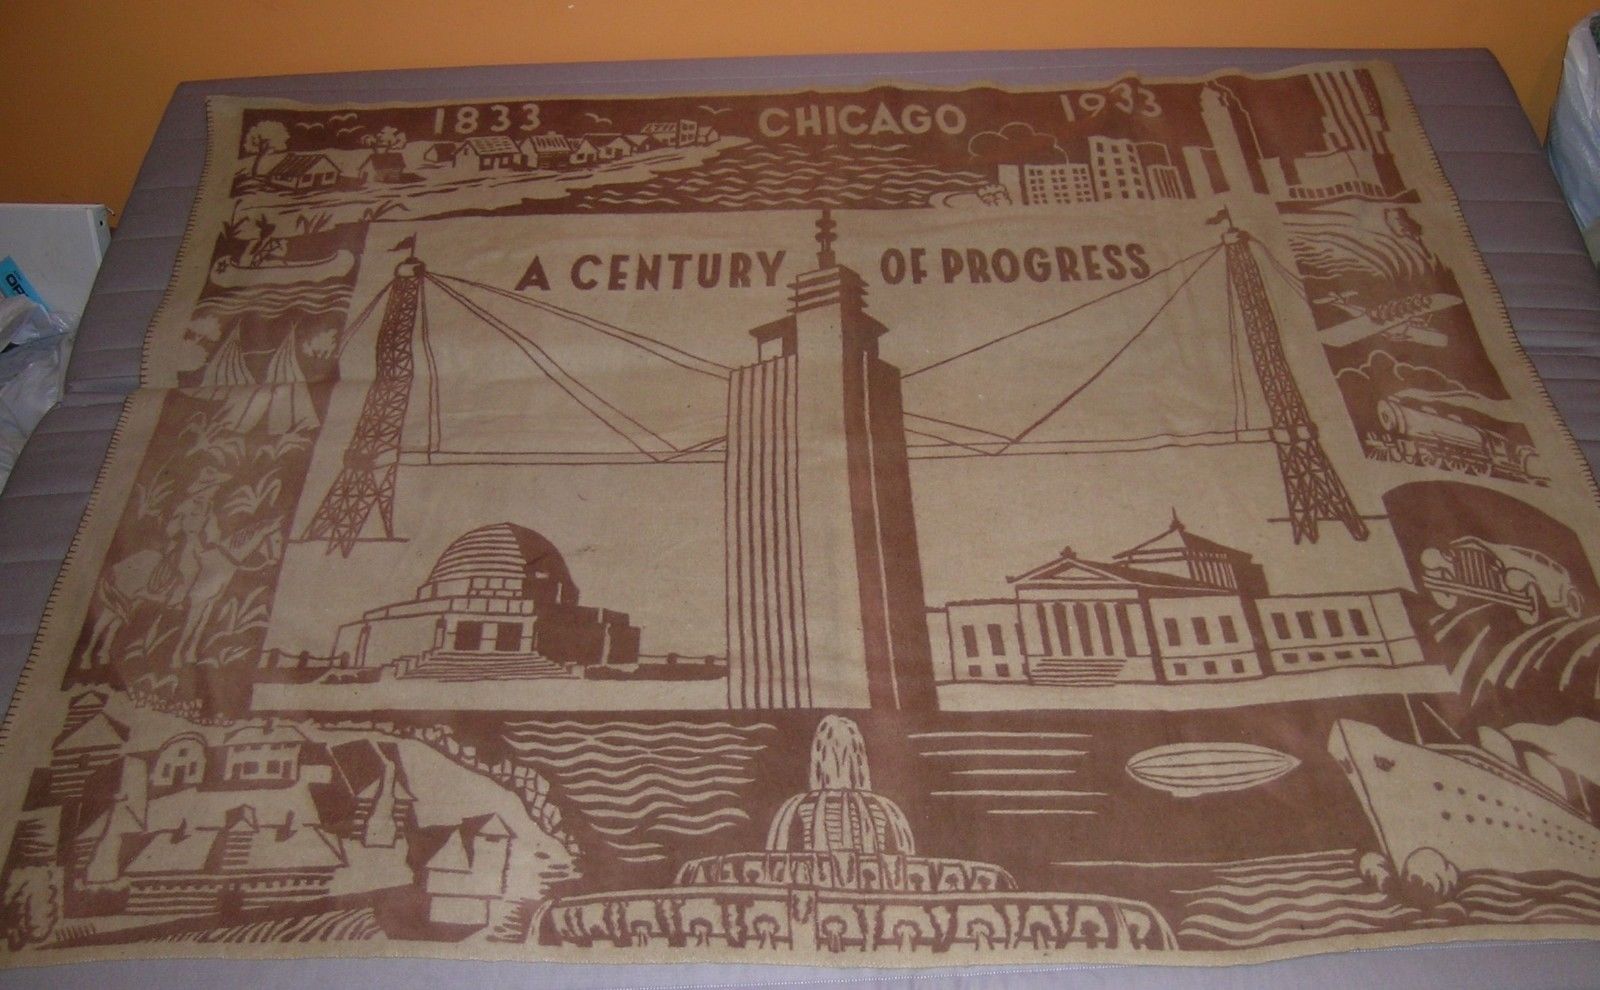 1833 CHICAGO 1933
A CENTURY OF PROGRESS